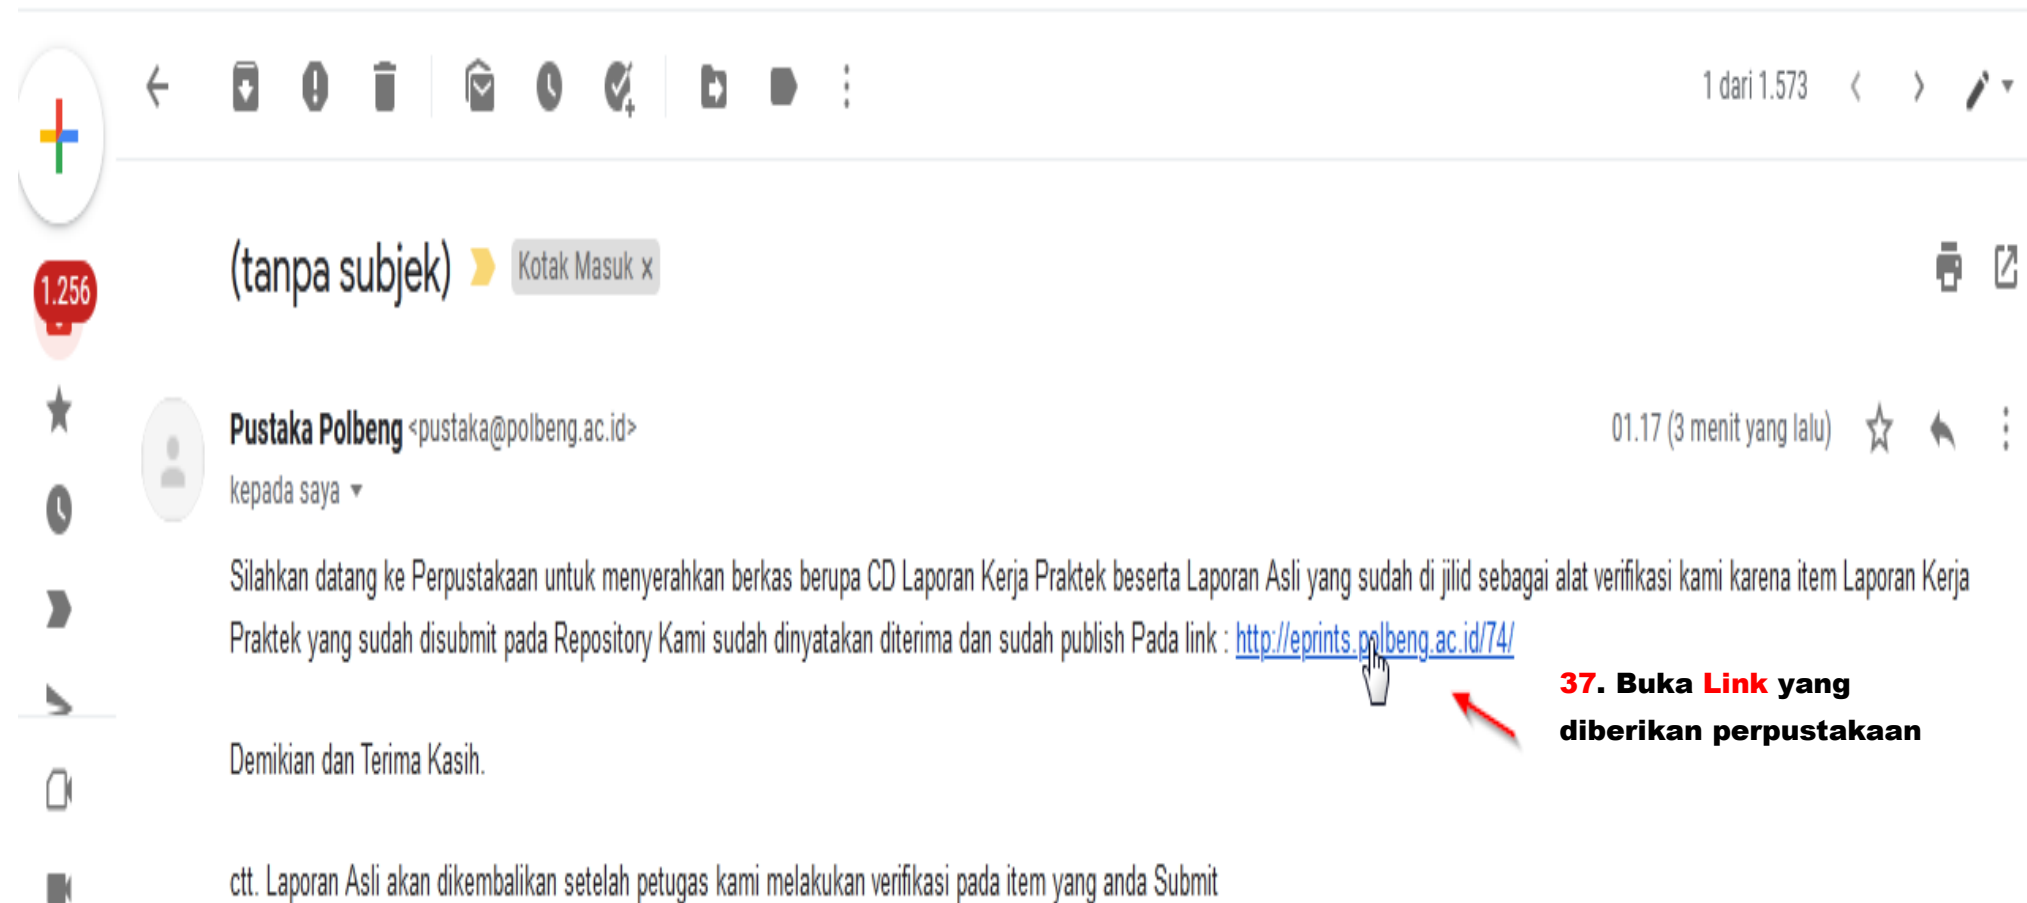 1 dari 1.573
(tanpa subjek) Kotak Masuk x
1.256
Pustaka Polbeng <pustaka@polbeng.ac.id> 01.17 (3 menit yang lalu)
kepada saya
Silahkan datang ke Perpustakaan untuk menyerahkan berkas berupa CD Laporan Kerja Praktek beserta Laporan Asli yang sudah di jilid sebagai alat verifikasi kami karena item Laporan Kerja
Praktek yang sudah disubmit pada Repository Kami sudah dinyatakan diterima dan sudah publish Pada link : http://eprints.polbeng.ac.id/74/
37. Buka Link yang
diberikan perpustakaan
Demikian dan Terima Kasih.
ctt. Laporan Asli akan dikembalikan setelah petugas kami melakukan verifikasi pada item yang anda Submit